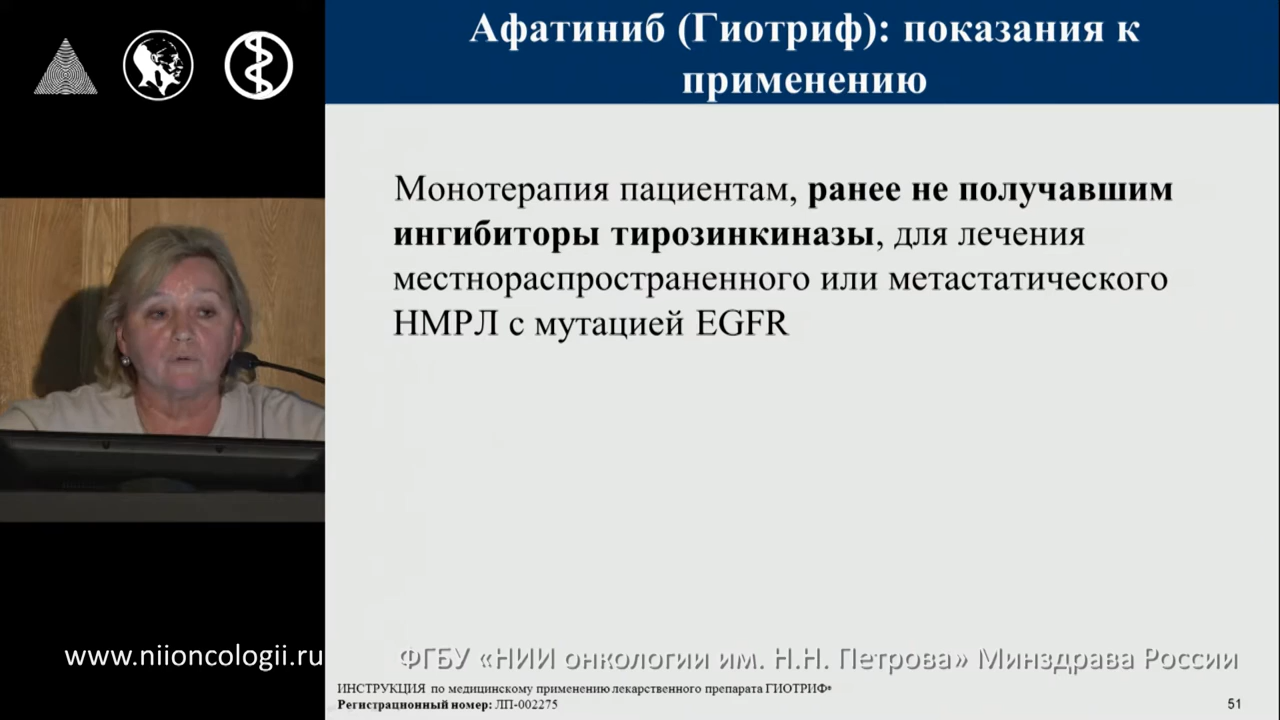 Афатиниб (Гиотриф): показания к
применению
Монотерапия пациентам, ранее не получавшим
ингибиторы тирозинкиназы, для лечения
местнораспространенного или метастатического
НМРЛ с мутацией EGFR
www.niioncologii.ru
ФГБУ «НИИ онкологии им. Н.Н. Петрова» Минздрава России
ИНСТРУКЦИЯ по медицинскому применению лекарственного препарата ГИОТРИФ®
Регистрационный номер: ЛП-002275
51